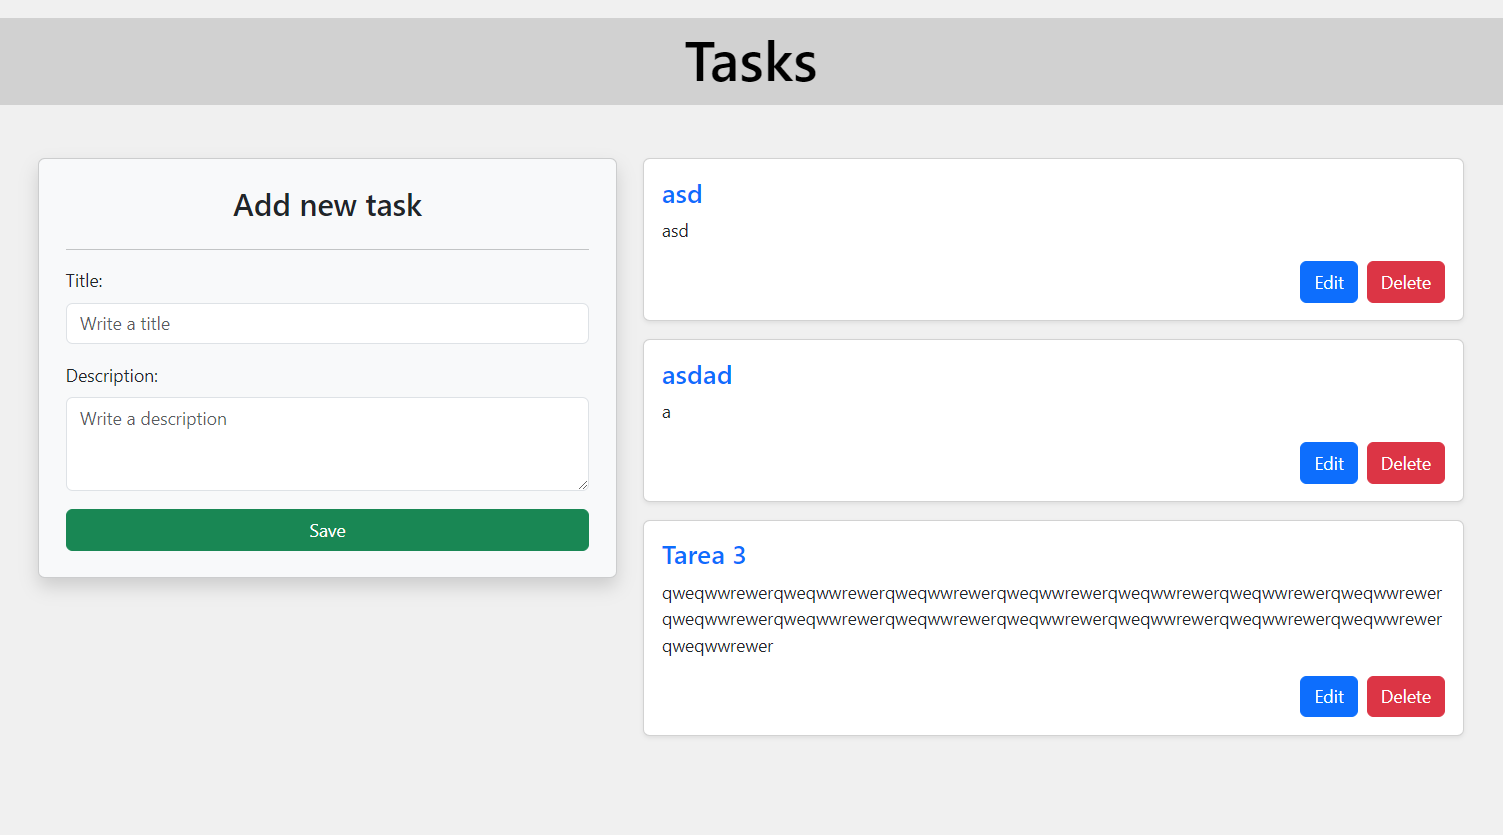 Tasks
Add new task
Title:
Write a title
Description:
Write a description
Save
asd
asd
Edit Delete
asdad
a
Edit Delete
Tarea 3
qweqwwrewerqweqwwrewerqweqwwrewerqweqwwrewerqweqwwrewerqweqwwrewerqweqwwrewer
qweqwwrewerqweqwwrewerqweqwwrewerqweqwwrewerqweqwwrewerqweqwwrewerqweqwwrewer
qweqwwrewer
Edit Delete